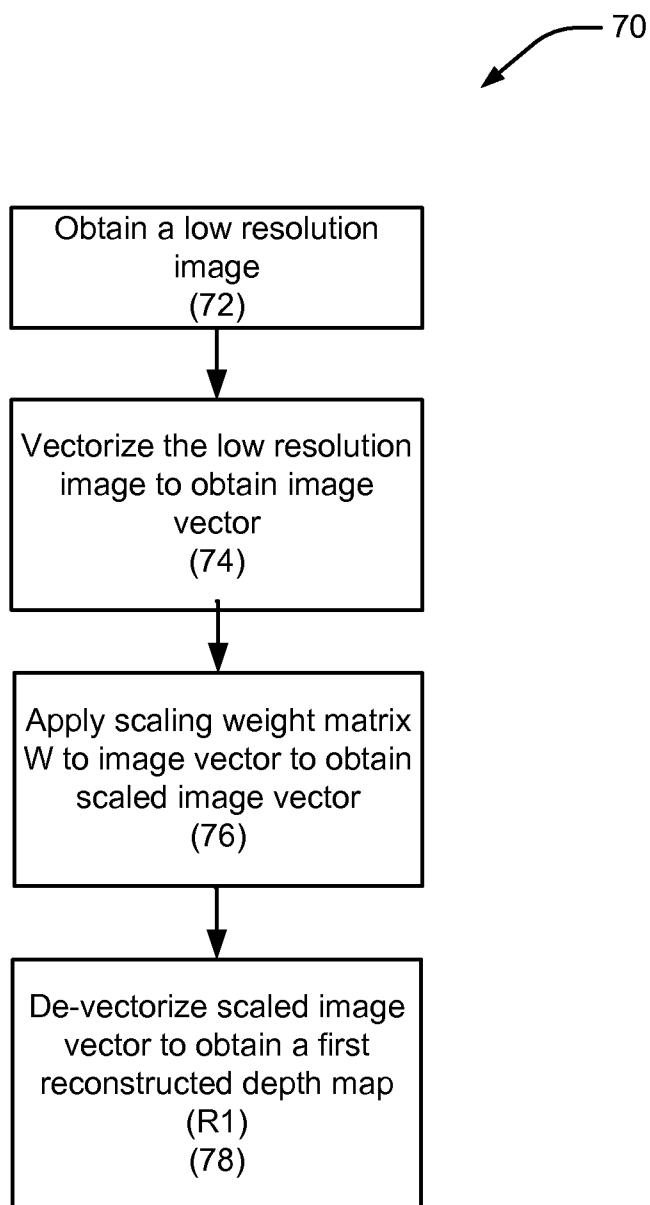 70
Obtain a low resolution
image
(72)
Vectorize the low resolution
image to obtain image
vector
(74)
Apply scaling weight matrix
W to image vector to obtain
scaled image vector
(76)
De-vectorize scaled image
vector to obtain a first
reconstructed depth map
(R1)
(78)